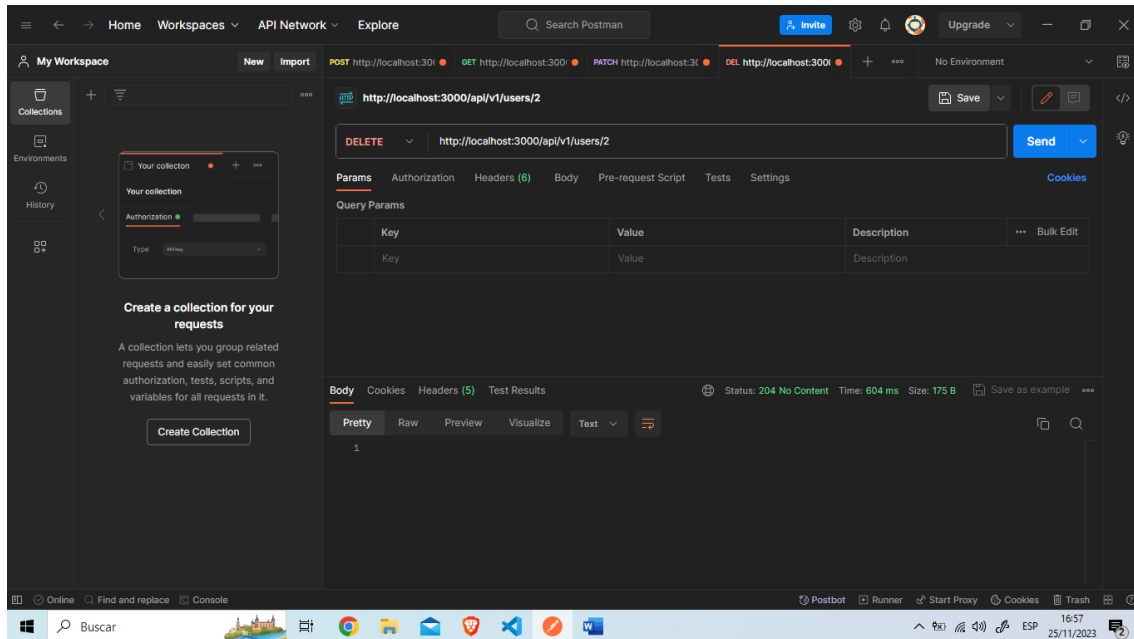 Home Workspaces API Network Explore Search Postman Invite Upgrade
My Workspace New Import POST http://localhost:300 GET http://localhost:300 PATCH http://localhost:30 DEL http://localhost:3000 No Environment
Collections
Environments
History
Your collecton
Your collection
Authorization
Type API Key
Create a collection for your
requests
A collection lets you group related
requests and easily set common
authorization, tests, scripts, and
variables for all requests in it.
Create Collection
HTTP http://localhost:3000/api/v1/users/2 Save
DELETE http://localhost:3000/api/v1/users/2 Send
Params Authorization Headers (6) Body Pre-request Script Tests Settings Cookies
Query Params
Key Value Description Bulk Edit
Key Value Description
Body Cookies Headers (5) Test Results Status: 204 No Content Time: 604 ms Size: 175 B Save as example
Pretty Raw Preview Visualize Text
1
Online Find and replace Console Postbot Runner Start Proxy Cookies Trash
Buscar ESP 16:57
25/11/2023 2